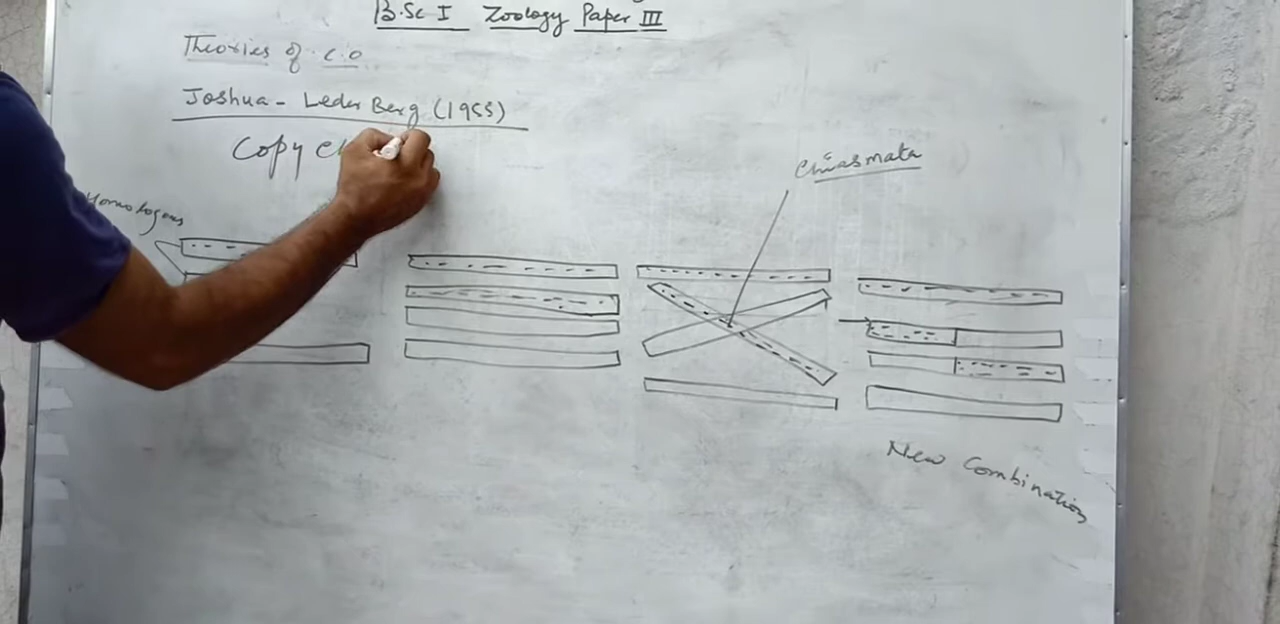 B.Sc I Zoology Paper III
Theories of C.O
Joshua - Leder Berg (1955)
Copy
Chiasmata
Homologous
New Combination